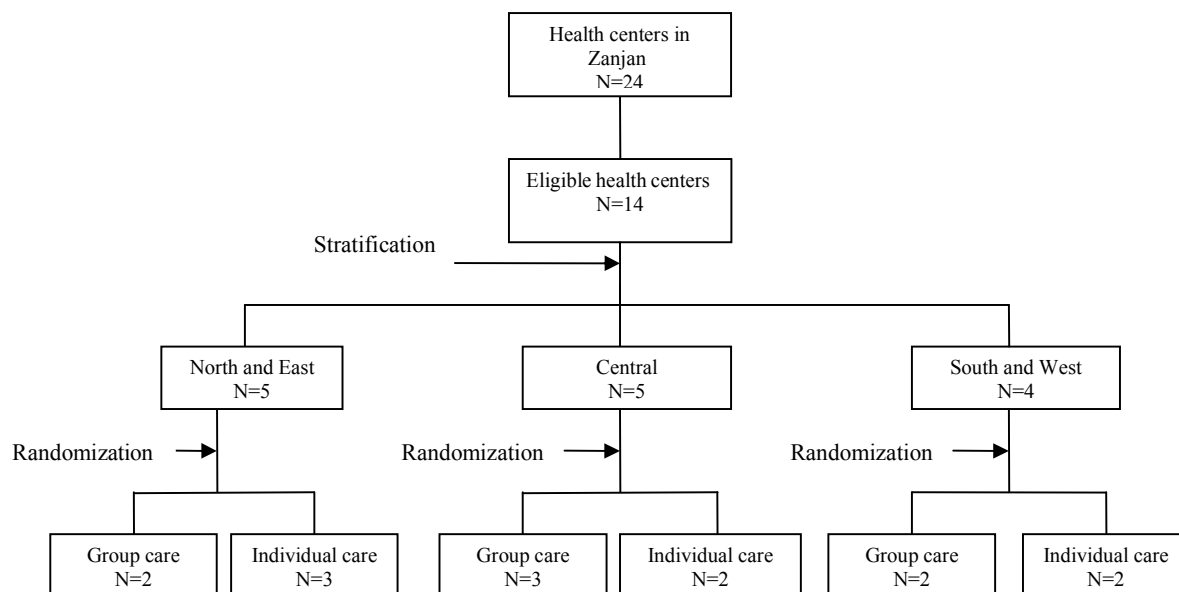 Health centers in
Zanjan
N=24
Eligible health centers
N=14
Stratification
North and East
N=5
Central
N=5
South and West
N=4
Randomization
Randomization
Randomization
Group care
N=2
Individual care
N=3
Group care
N=3
Individual care
N=2
Group care
N=2
Individual care
N=2